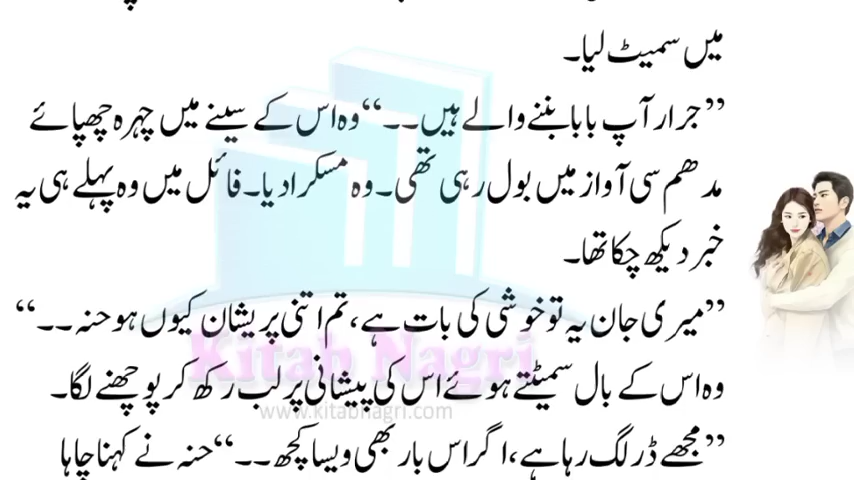 میں سمیٹ لیا۔
”جرار آپ بابا بننے والے ہیں۔۔“ وہ اس کے سینے میں چہرہ چھپائے
مدھم سی آواز میں بول رہی تھی۔ وہ مسکرا دیا۔ فائل میں وہ پہلے ہی یہ
خبر دیکھ چکا تھا۔
”میری جان یہ تو خوشی کی بات ہے، تم اتنی پریشان کیوں ہو حنہ۔۔“
Kitab Nagri
وہ اس کے بال سمیٹتے ہوئے اس کی پیشانی پر لب رکھ کر پوچھنے لگا۔
www.kitabnagri.com
”مجھے ڈر لگ رہا ہے، اگر اس بار بھی ویسا کچھ۔۔“ حنہ نے کہنا چاہا